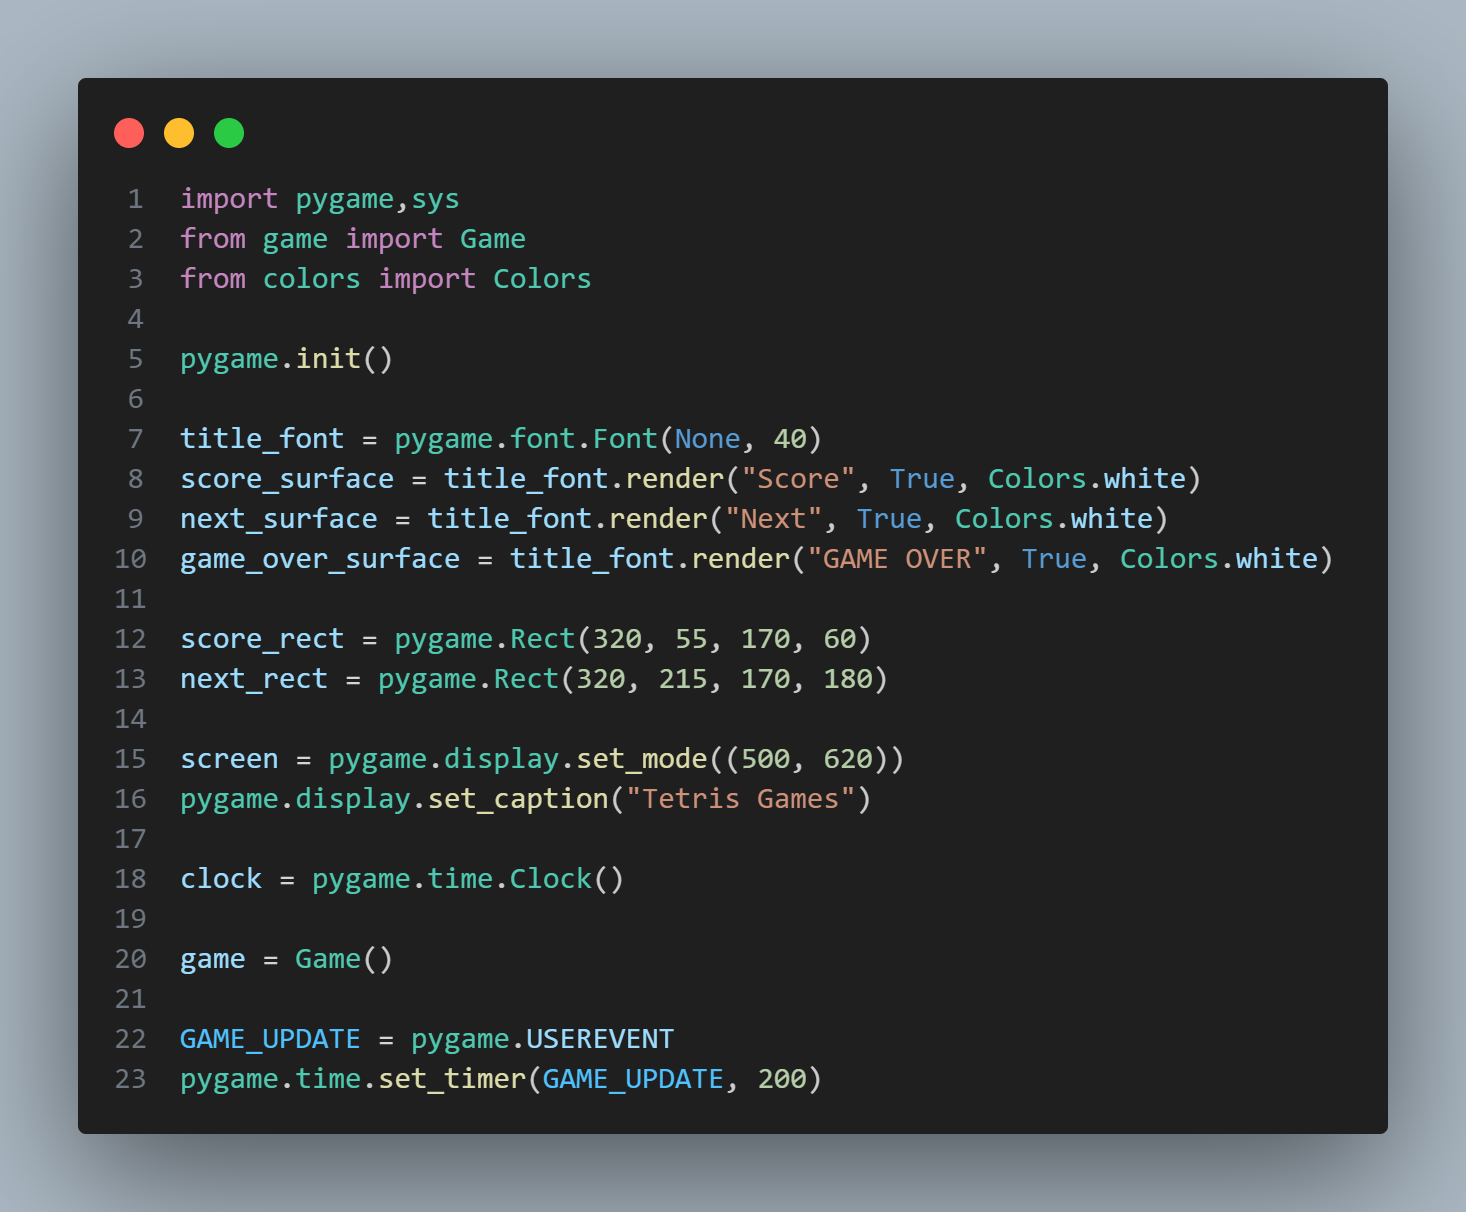 1 import pygame,sys
2 from game import Game
3 from colors import Colors
4
5 pygame.init()
6
7 title_font = pygame.font.Font(None, 40)
8 score_surface = title_font.render("Score", True, Colors.white)
9 next_surface = title_font.render("Next", True, Colors.white)
10 game_over_surface = title_font.render("GAME OVER", True, Colors.white)
11
12 score_rect = pygame.Rect(320, 55, 170, 60)
13 next_rect = pygame.Rect(320, 215, 170, 180)
14
15 screen = pygame.display.set_mode((500, 620))
16 pygame.display.set_caption("Tetris Games")
17
18 clock = pygame.time.Clock()
19
20 game = Game()
21
22 GAME_UPDATE = pygame.USEREVENT
23 pygame.time.set_timer(GAME_UPDATE, 200)